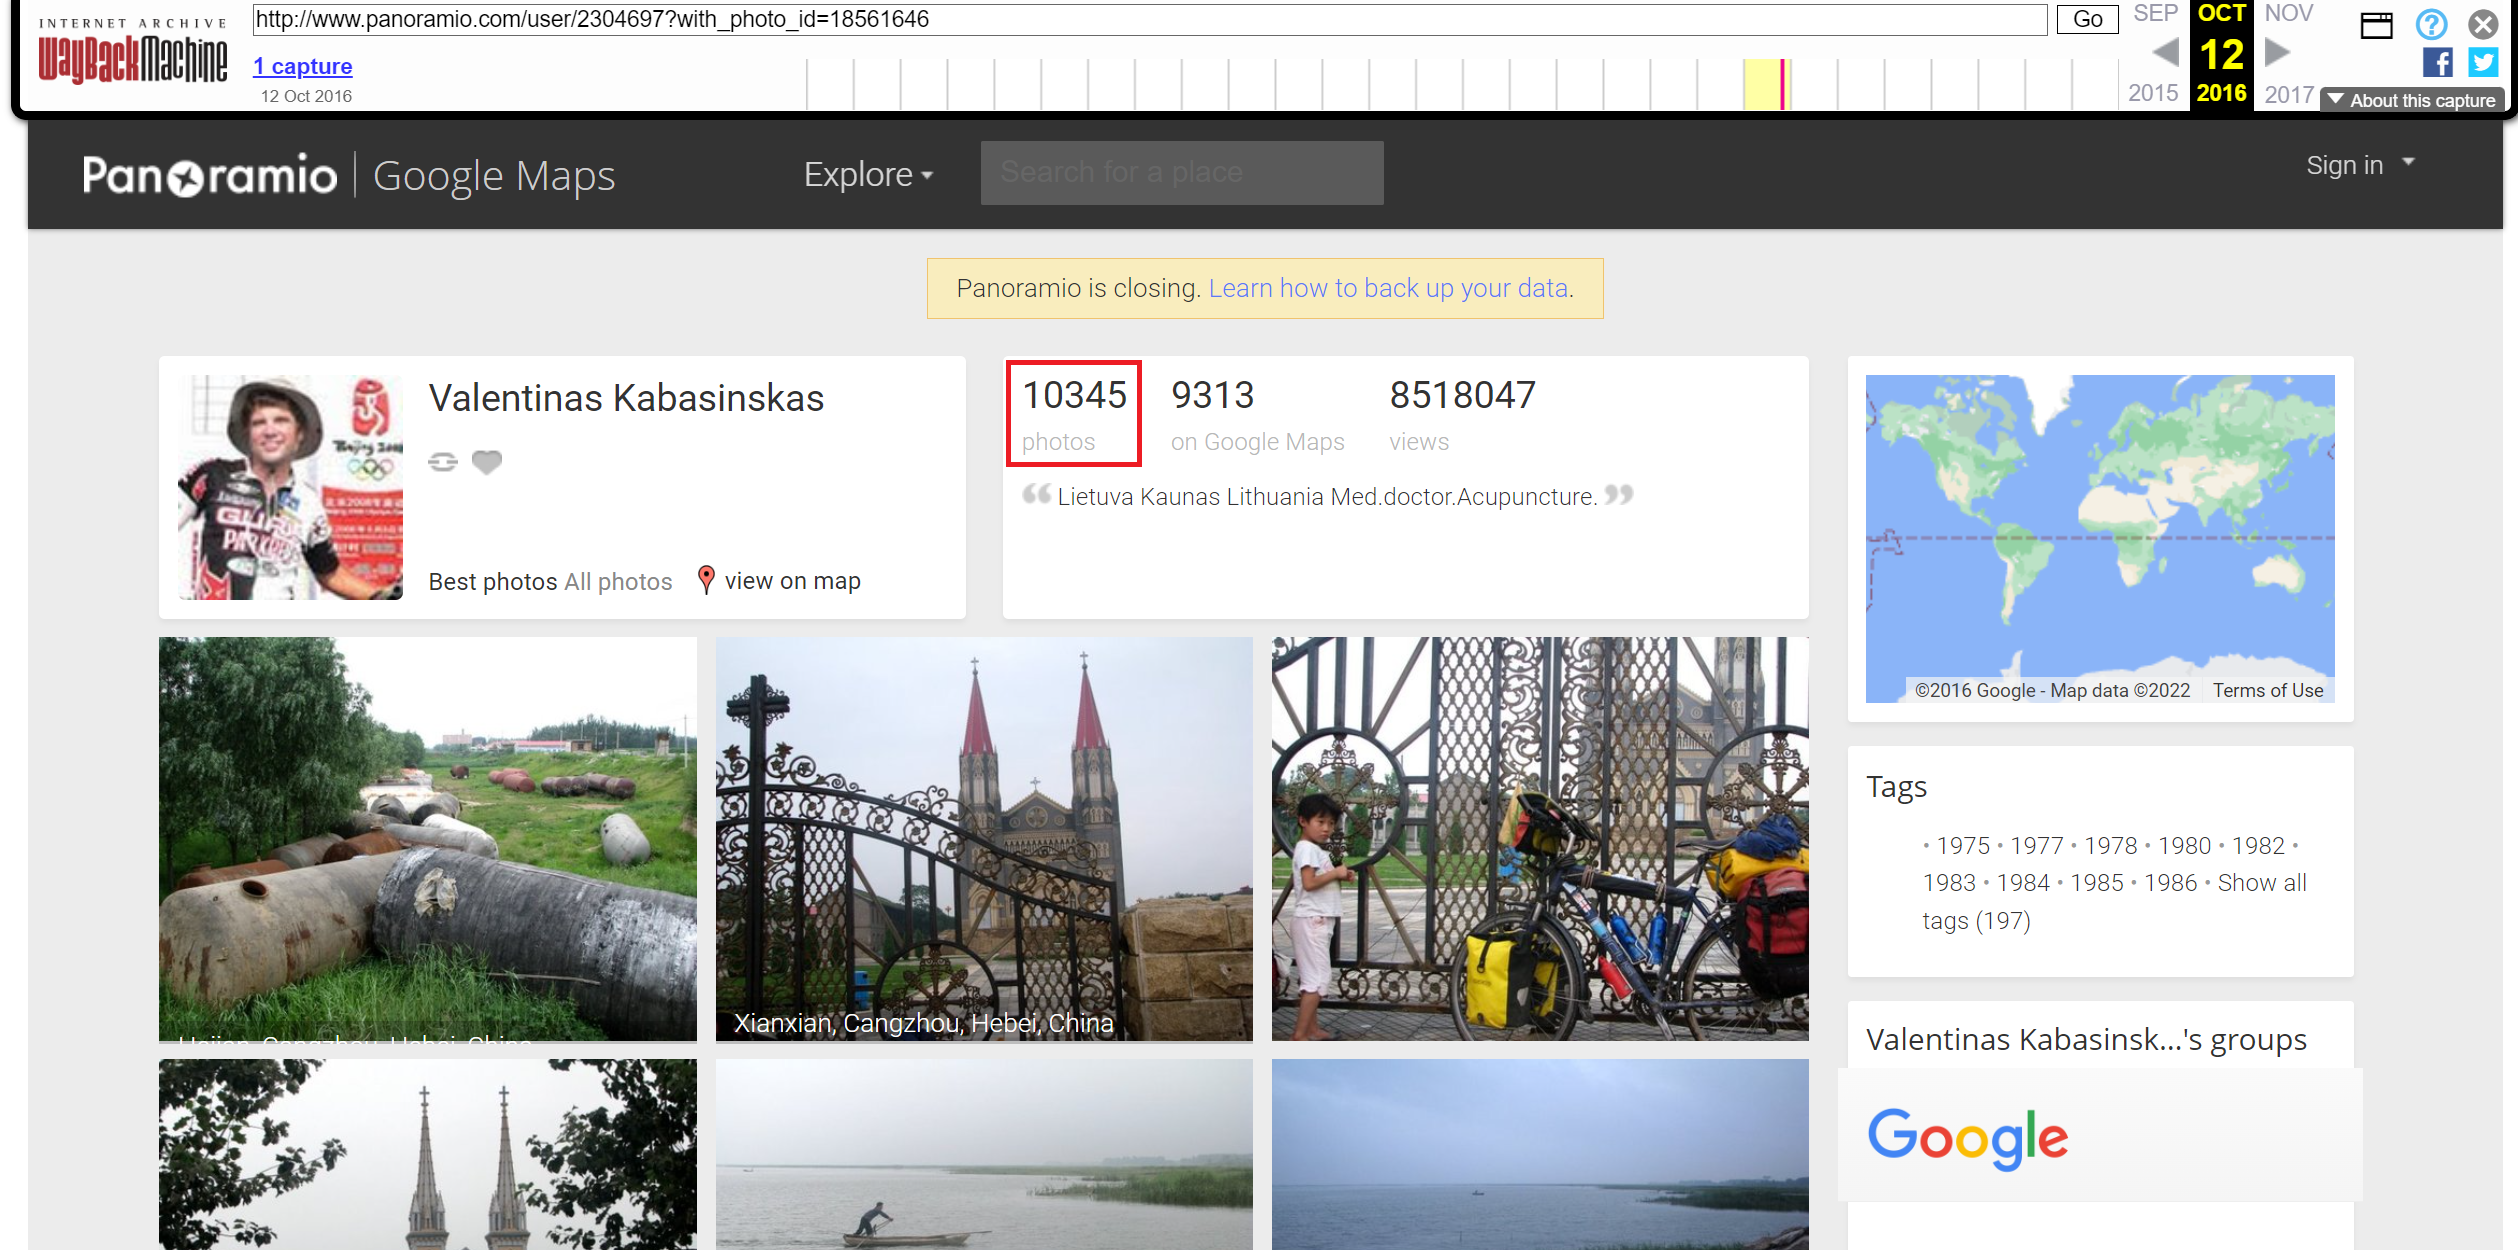 INTERNET ARCHIVE
WayBackMachine
http://www.panoramio.com/user/2304697?with_photo_id=18561646
Go
1 capture
12 Oct 2016
SEP
OCT
NOV
12
2015
2016
2017
About this capture
Panoramio
Google Maps
Explore
Search for a place
Sign in
Panoramio is closing. Learn how to back up your data.
Valentinas Kabasinskas
Best photos All photos view on map
10345 photos
9313 on Google Maps
8518047 views
Lietuva Kaunas Lithuania Med.doctor.Acupuncture.
©2016 Google - Map data ©2022 Terms of Use
Hejian, Cangzhou, Hebei, China
Xianxian, Cangzhou, Hebei, China
Tags
• 1975 • 1977 • 1978 • 1980 • 1982 •
1983 • 1984 • 1985 • 1986 • Show all
tags (197)
Valentinas Kabasinsk...'s groups
Google